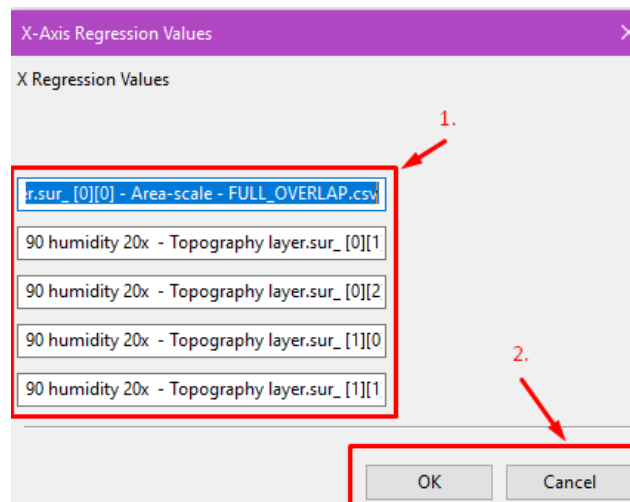 X-Axis Regression Values
X Regression Values
1.
r.sur_ [0][0] - Area-scale - FULL_OVERLAP.csv
90 humidity 20x  - Topography layer.sur_ [0][1
90 humidity 20x  - Topography layer.sur_ [0][2
90 humidity 20x  - Topography layer.sur_ [1][0
90 humidity 20x  - Topography layer.sur_ [1][1
2.
OK Cancel